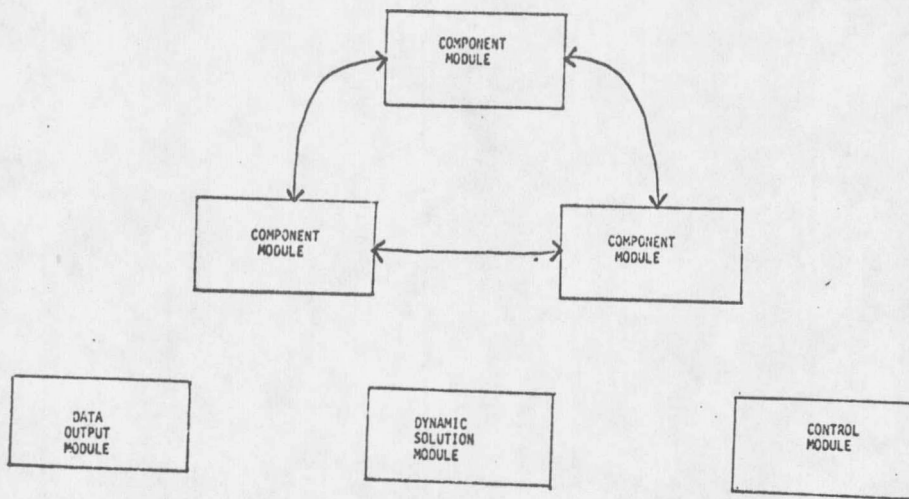 COMPONENT
MODULE
COMPONENT
MODULE
COMPONENT
MODULE
DATA
OUTPUT
MODULE
DYNAMIC
SOLUTION
MODULE
CONTROL
MODULE